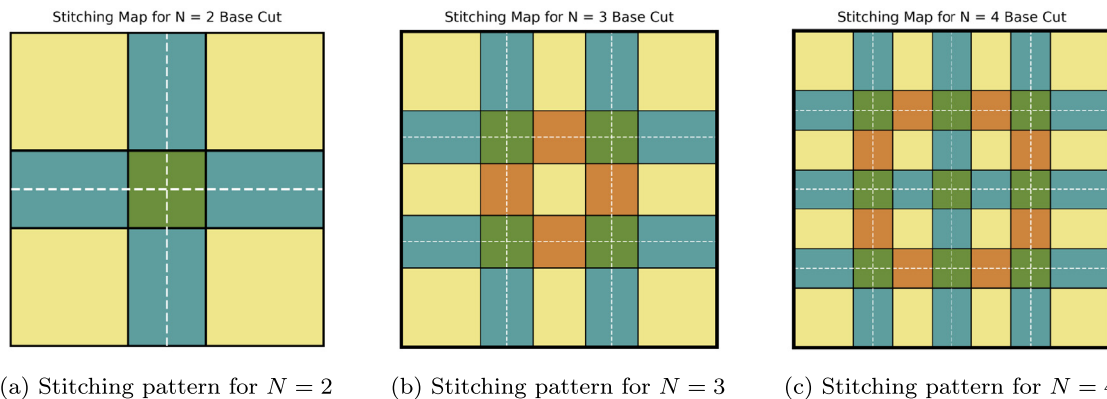 Stitching Map for N = 2 Base Cut
Stitching Map for N = 3 Base Cut
Stitching Map for N = 4 Base Cut
(a) Stitching pattern for N = 2
(b) Stitching pattern for N = 3
(c) Stitching pattern for N = 4